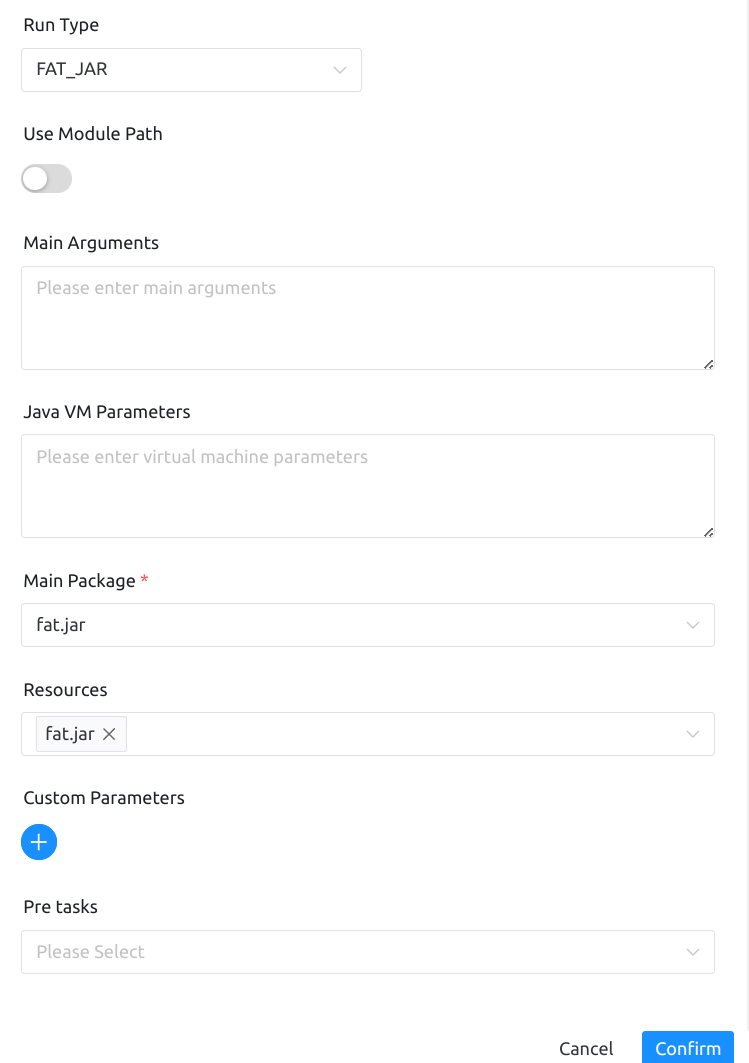 Run Type
FAT_JAR
Use Module Path
Main Arguments
Please enter main arguments
Java VM Parameters
Please enter virtual machine parameters
Main Package *
fat.jar
Resources
fat.jar
Custom Parameters
Pre tasks
Please Select
Cancel Confirm